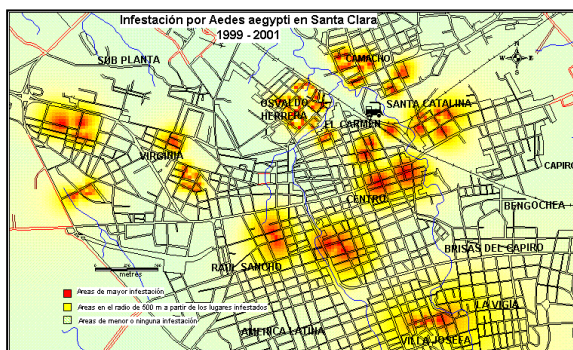 Infestación por Aedes aegypti en Santa Clara
1999 - 2001
SUB PLANTA
CAMACHO
N
W
E
S
OSVALDO
HERRERA
SANTA CATALINA
EL CARMEN
VIRGINIA
CAPIRO
CENTRO
BENGOCHEA
BRISAS DEL CAPIRO
RAUL SANCHO
metres
Areas de mayor infestación
Areas en el radio de 500 m a partir de los lugares infestados
Areas de menor o ninguna infestación
LA VIGIA
AMERICA LATINA
VILLA JOSEFA